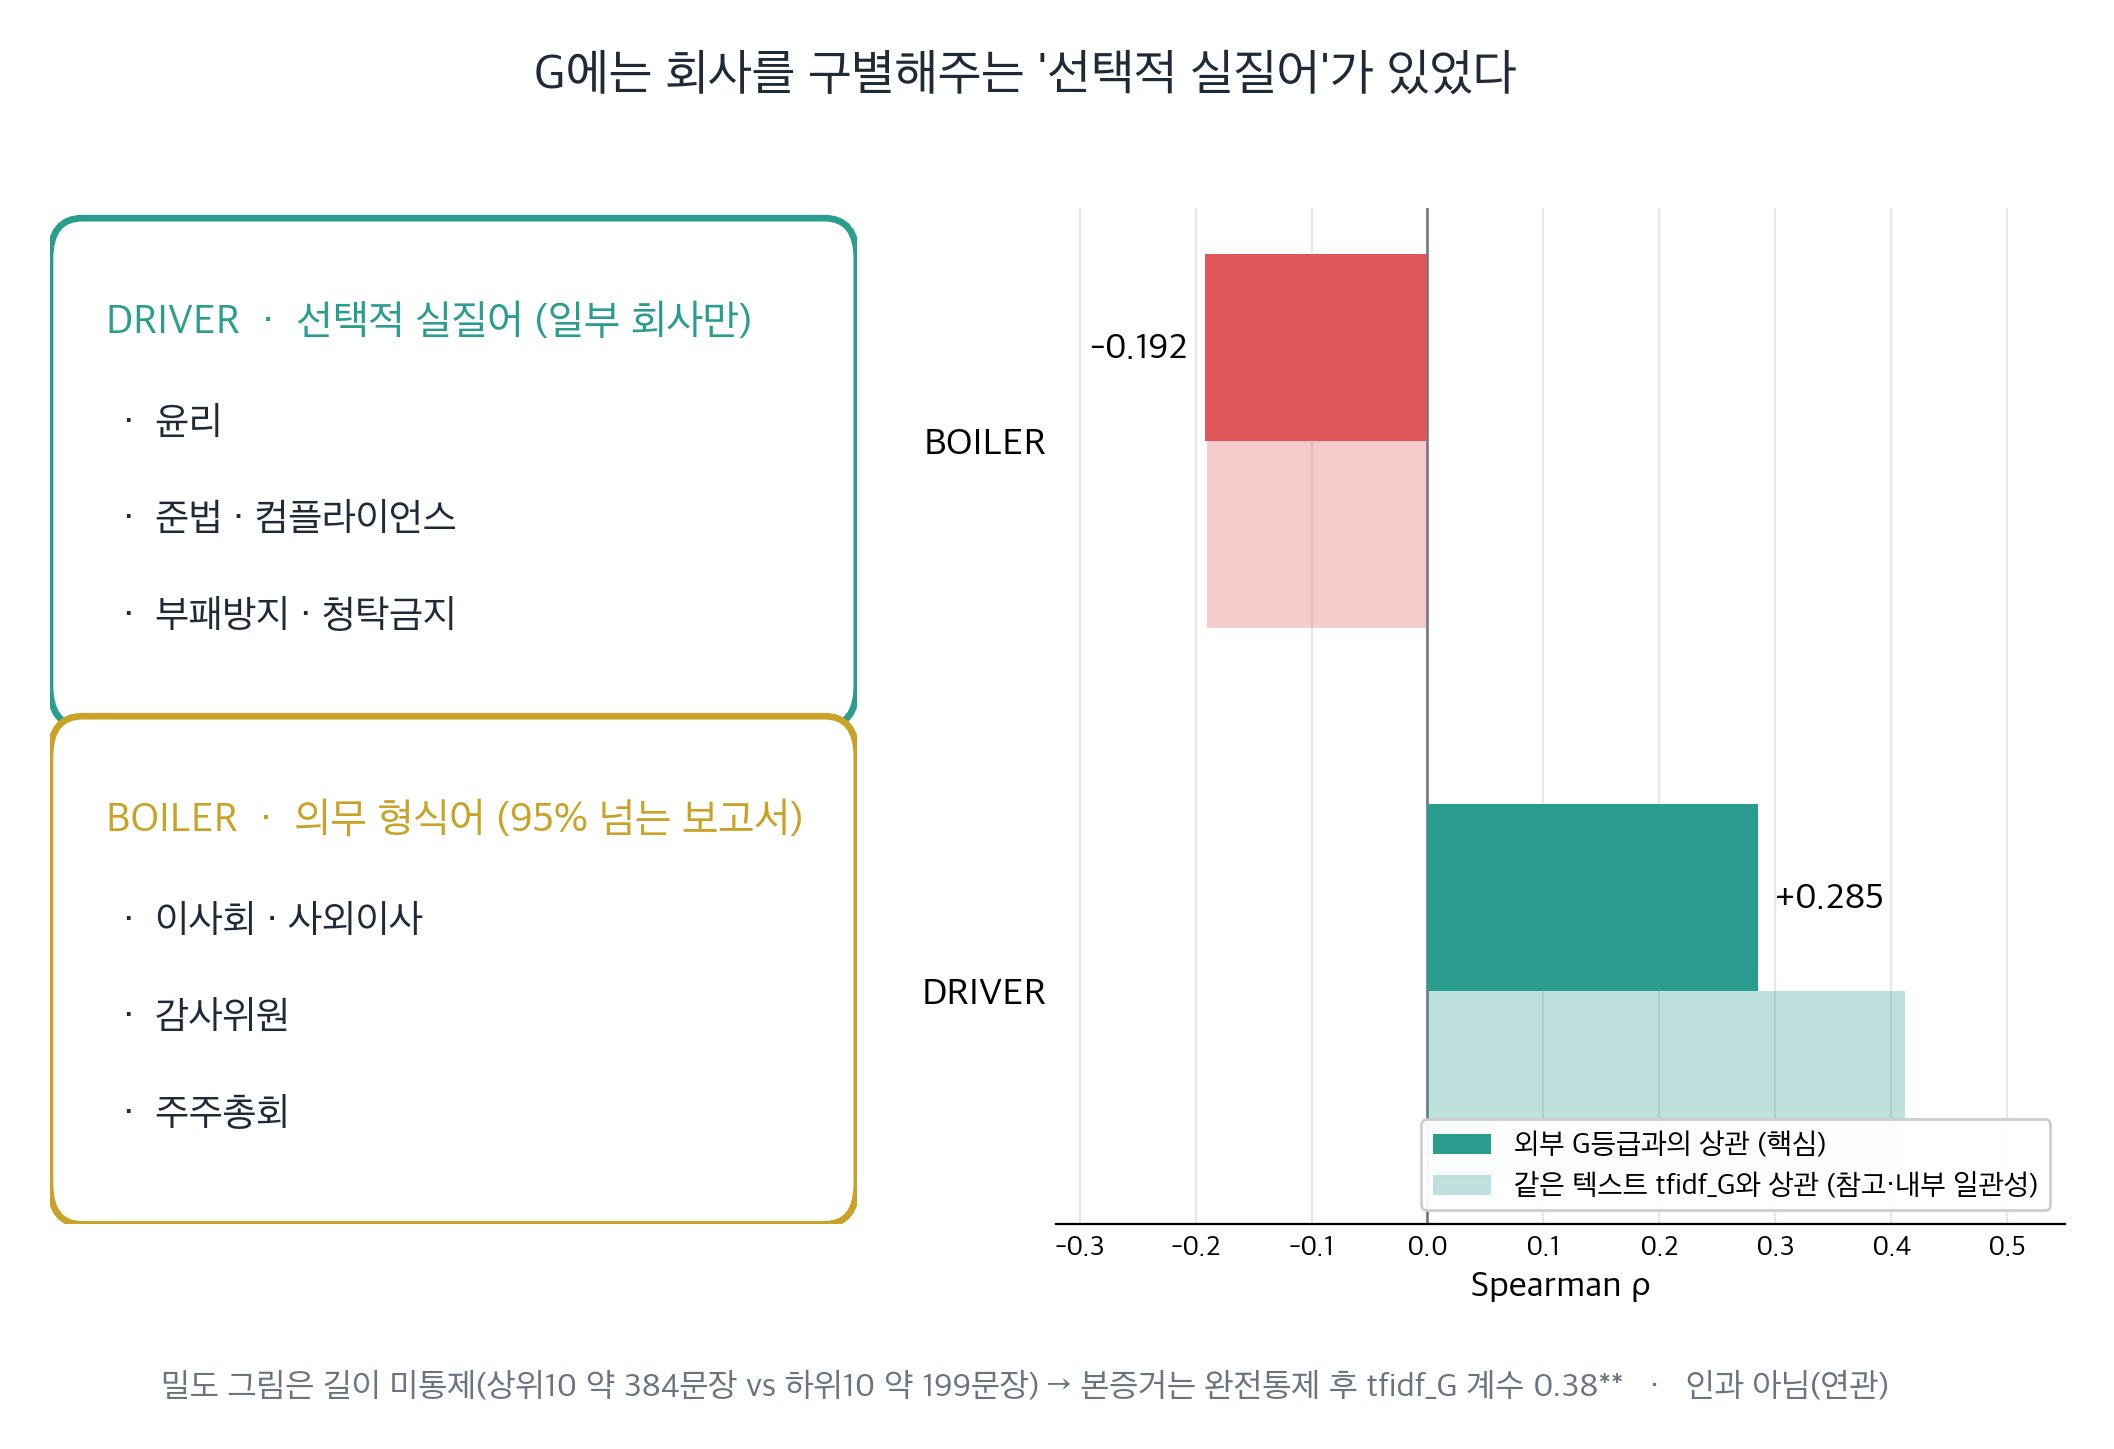 G에는 회사를 구별해주는 '선택적 실질어'가 있었다
DRIVER · 선택적 실질어 (일부 회사만)
· 윤리
· 준법 · 컴플라이언스
· 부패방지 · 청탁금지
BOILER · 의무 형식어 (95% 넘는 보고서)
· 이사회 · 사외이사
· 감사위원
· 주주총회
-0.192
BOILER
+0.285
DRIVER
외부 G등급과의 상관 (핵심)
같은 텍스트 tfidf_G와 상관 (참고·내부 일관성)
-0.3 -0.2 -0.1 0.0 0.1 0.2 0.3 0.4 0.5
Spearman ρ
밀도 그림은 길이 미통제(상위10 약 384문장 vs 하위10 약 199문장) → 본증거는 완전통제 후 tfidf_G 계수 0.38** · 인과 아님(연관)